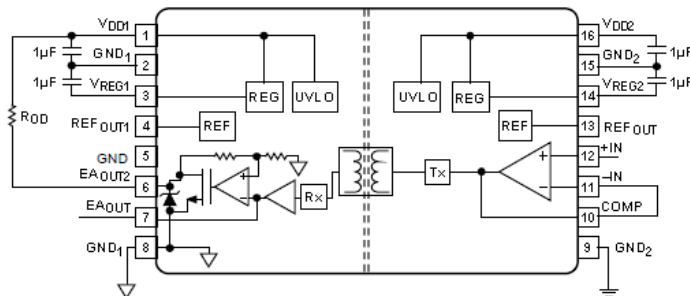 VDD1
1
1µF
GND1
2
1µF
VREG1
3
REG
UVLO
ROD
REFOUT1
4
REF
GND
5
EAOUT2
6
EAOUT
7
Rx
GND1
8
VDD2
16
1µF
GND2
15
1µF
VREG2
14
UVLO
REG
REFOUT
13
REF
+IN
12
+
Tx
–IN
11
–
COMP
10
GND2
9
+
–